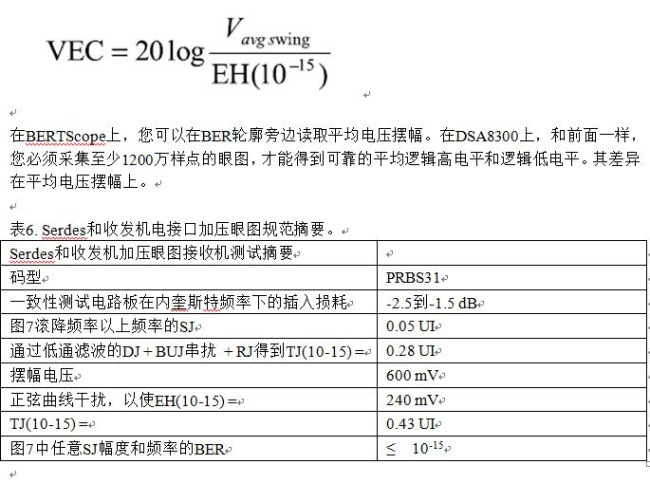 VEC = 20log V avg swing / EH(10⁻¹⁵)
在BERTScope上，您可以在BER轮廓旁边读取平均电压摆幅。在DSA8300上，和前面一样，
您必须采集至少1200万样点的眼图，才能得到可靠的平均逻辑高电平和逻辑低电平。其差异
在平均电压摆幅上。
表6. Serdes和收发机电接口加压眼图规范摘要。
Serdes和收发机加压眼图接收机测试摘要
码型 PRBS31
一致性测试电路板在内奎斯特频率下的插入损耗 -2.5到-1.5 dB
图7滚降频率以上频率的SJ 0.05 UI
通过低通滤波的DJ + BUJ串扰 + RJ得到TJ(10-15) = 0.28 UI
摆幅电压 600 mV
正弦曲线干扰，以使EH(10-15) = 240 mV
TJ(10-15) = 0.43 UI
图7中任意SJ幅度和频率的BER ≤ 10⁻¹⁵